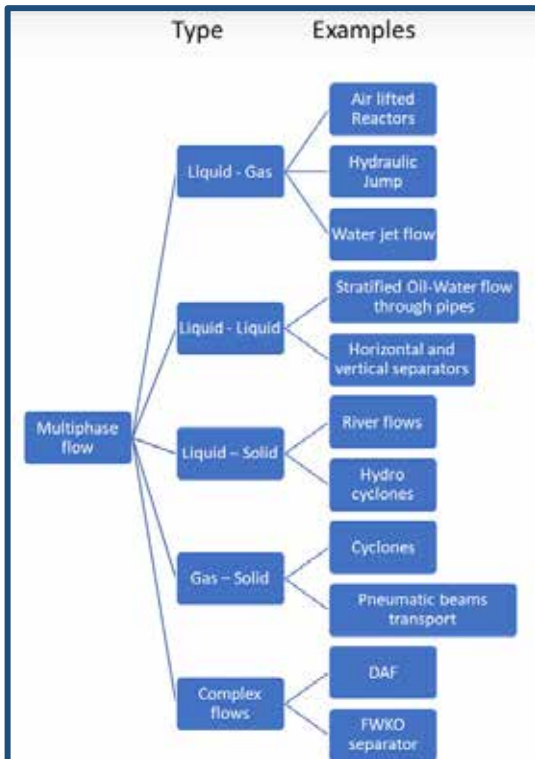 Type
Examples
Multiphase
flow
Liquid - Gas
Air lifted
Reactors
Hydraulic
Jump
Water jet flow
Liquid - Liquid
Stratified Oil-Water flow
through pipes
Horizontal and
vertical separators
Liquid – Solid
River flows
Hydro
cyclones
Gas – Solid
Cyclones
Pneumatic beams
transport
Complex
flows
DAF
FWKO
separator